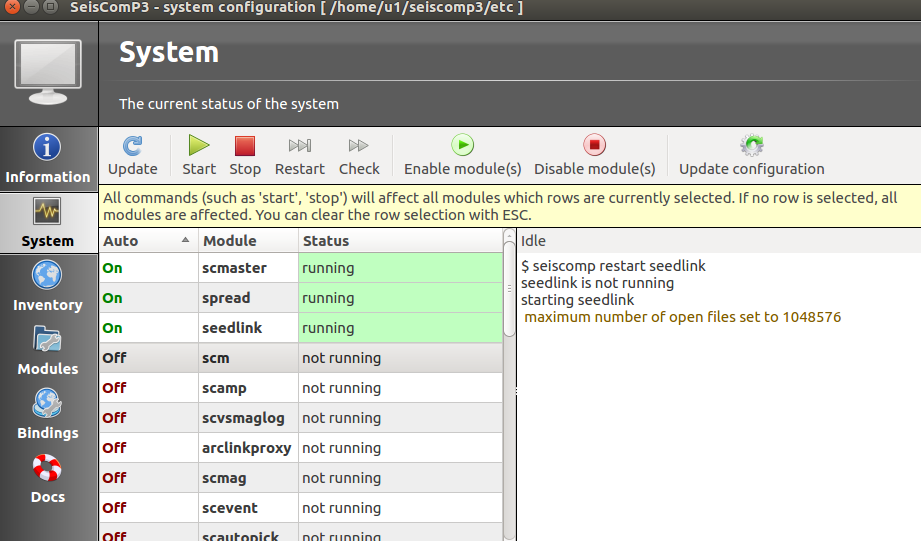 SeisComP3 - system configuration [ /home/u1/seiscomp3/etc ]
System
The current status of the system
Information
System
Inventory
Modules
Bindings
Docs
Update
Start
Stop
Restart
Check
Enable module(s)
Disable module(s)
Update configuration
All commands (such as 'start', 'stop') will affect all modules which rows are currently selected. If no row is selected, all
modules are affected. You can clear the row selection with ESC.
Auto Module Status
On scmaster running
On spread running
On seedlink running
Off scm not running
Off scamp not running
Off scvsmaglog not running
Off arclinkproxy not running
Off scmag not running
Off scevent not running
Off scautopick not running
Idle
$ seiscomp restart seedlink
seedlink is not running
starting seedlink
maximum number of open files set to 1048576